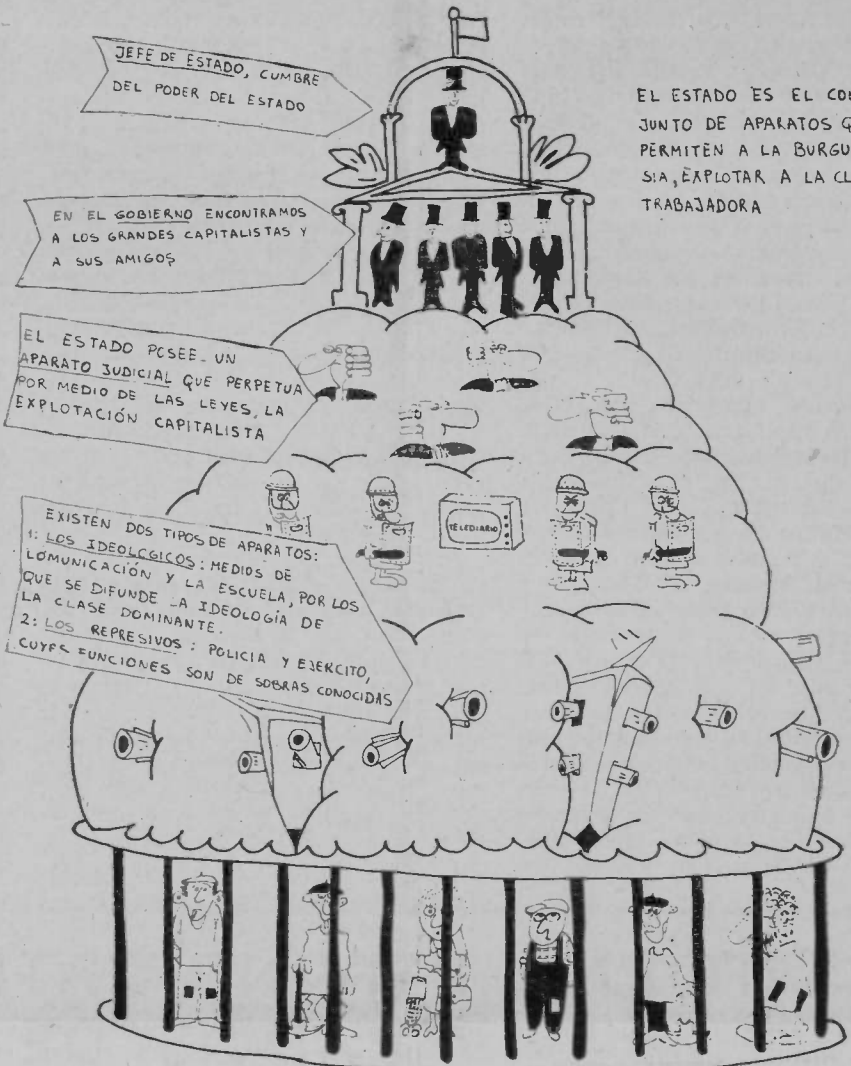 JEFE DE ESTADO, CUMBRE
DEL PODER DEL ESTADO
EL ESTADO ES EL CO
JUNTO DE APARATOS Q
PERMITEN A LA BURGU
SIA, EXPLOTAR A LA CL
TRABAJADORA
EN EL GOBIERNO ENCONTRAMOS
A LOS GRANDES CAPITALISTAS Y
A SUS AMIGOS
EL ESTADO POSEE UN
APARATO JUDICIAL QUE PERPETUA
POR MEDIO DE LAS LEYES, LA
EXPLOTACIÓN CAPITALISTA
TELEDIARIO
EXISTEN DOS TIPOS DE APARATOS:
1: LOS IDEOLOGICOS: MEDIOS DE
COMUNICACIÓN Y LA ESCUELA, POR LOS
QUE SE DIFUNDE LA IDEOLOGÍA DE
LA CLASE DOMINANTE.
2: LOS REPRESIVOS: POLICIA Y EJERCITO,
CUYAS FUNCIONES SON DE SOBRAS CONOCIDAS